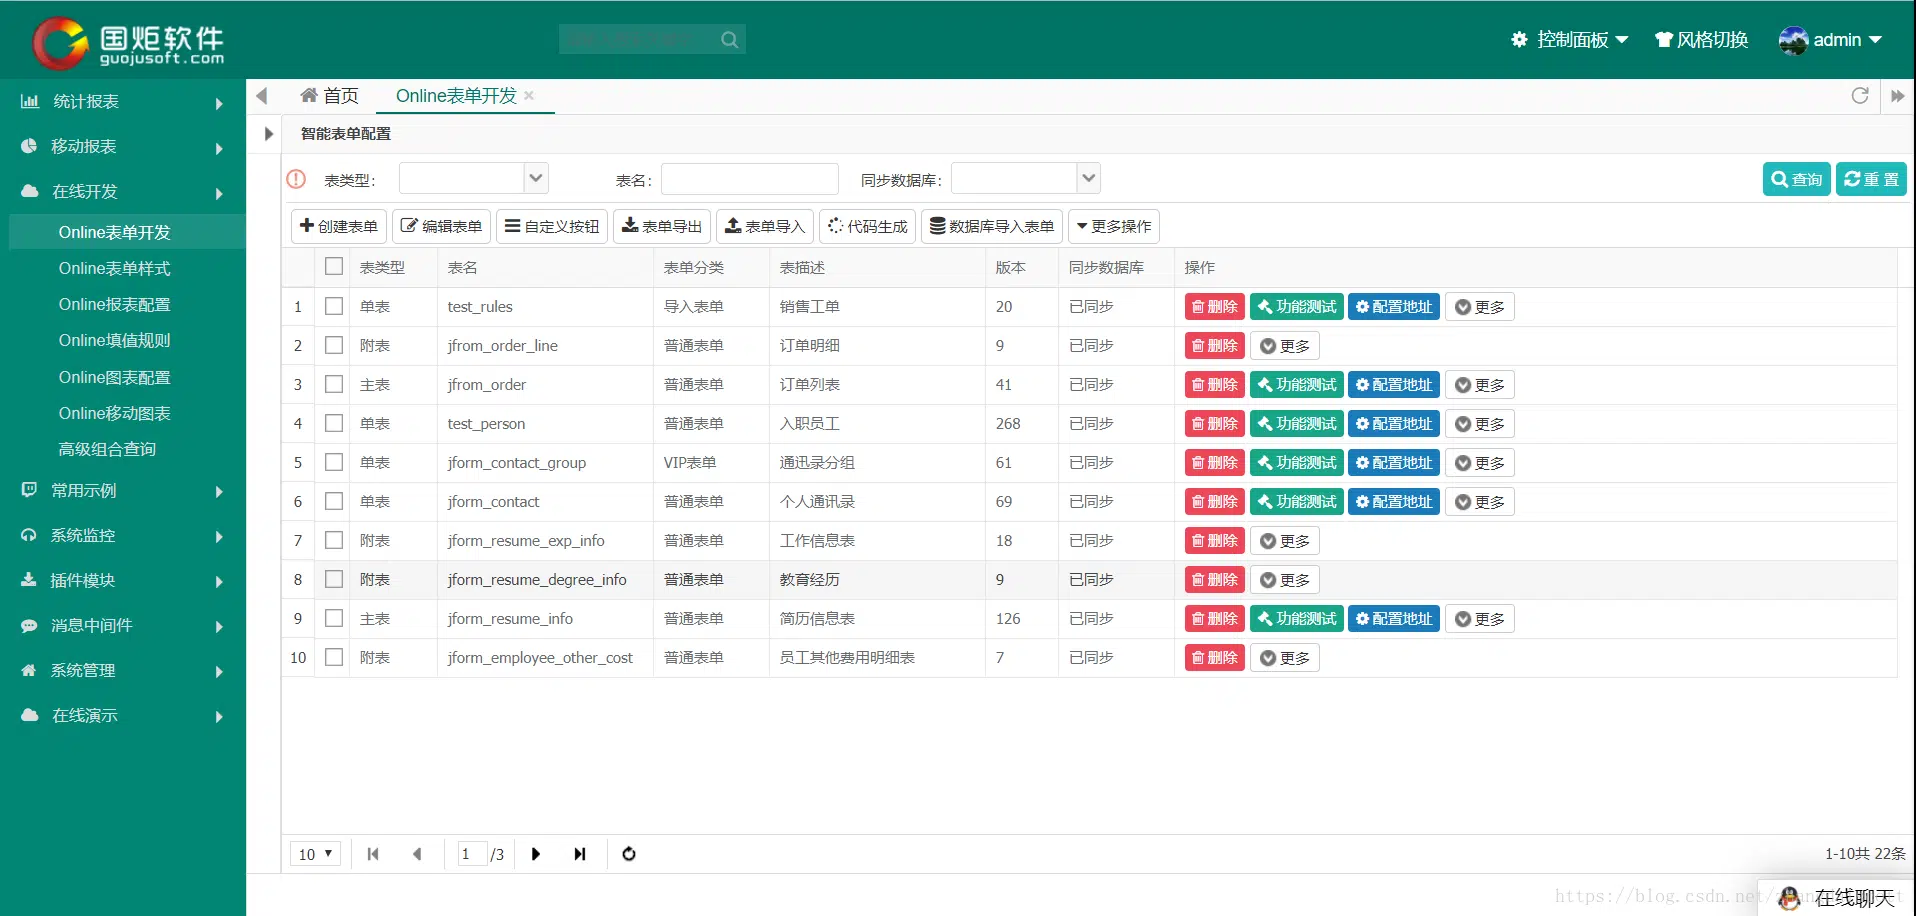 国炬软件
guojusoft.com
控制面板
风格切换
admin
统计报表
移动报表
在线开发
Online表单开发
Online表单样式
Online报表配置
Online填值规则
Online图表配置
Online移动图表
高级组合查询
常用示例
系统监控
插件模块
消息中间件
系统管理
在线演示
首页 Online表单开发
智能表单配置
表类型: 表名: 同步数据库: 查询 重 置
创建表单 编辑表单 自定义按钮 表单导出 表单导入 代码生成 数据库导入表单 更多操作
表类型 表名 表单分类 表描述 版本 同步数据库 操作
1 单表 test_rules 导入表单 销售工单 20 已同步 删除 功能测试 配置地址 更多
2 附表 jfrom_order_line 普通表单 订单明细 9 已同步 删除 更多
3 主表 jfrom_order 普通表单 订单列表 41 已同步 删除 功能测试 配置地址 更多
4 单表 test_person 普通表单 入职员工 268 已同步 删除 功能测试 配置地址 更多
5 单表 jform_contact_group VIP表单 通迅录分组 61 已同步 删除 功能测试 配置地址 更多
6 单表 jform_contact 普通表单 个人通讯录 69 已同步 删除 功能测试 配置地址 更多
7 附表 jform_resume_exp_info 普通表单 工作信息表 18 已同步 删除 更多
8 附表 jform_resume_degree_info 普通表单 教育经历 9 已同步 删除 更多
9 主表 jform_resume_info 普通表单 简历信息表 126 已同步 删除 功能测试 配置地址 更多
10 附表 jform_employee_other_cost 普通表单 员工其他费用明细表 7 已同步 删除 更多
10 1 /3 1-10共 22条
https://blog.csdn.net/
在线聊天